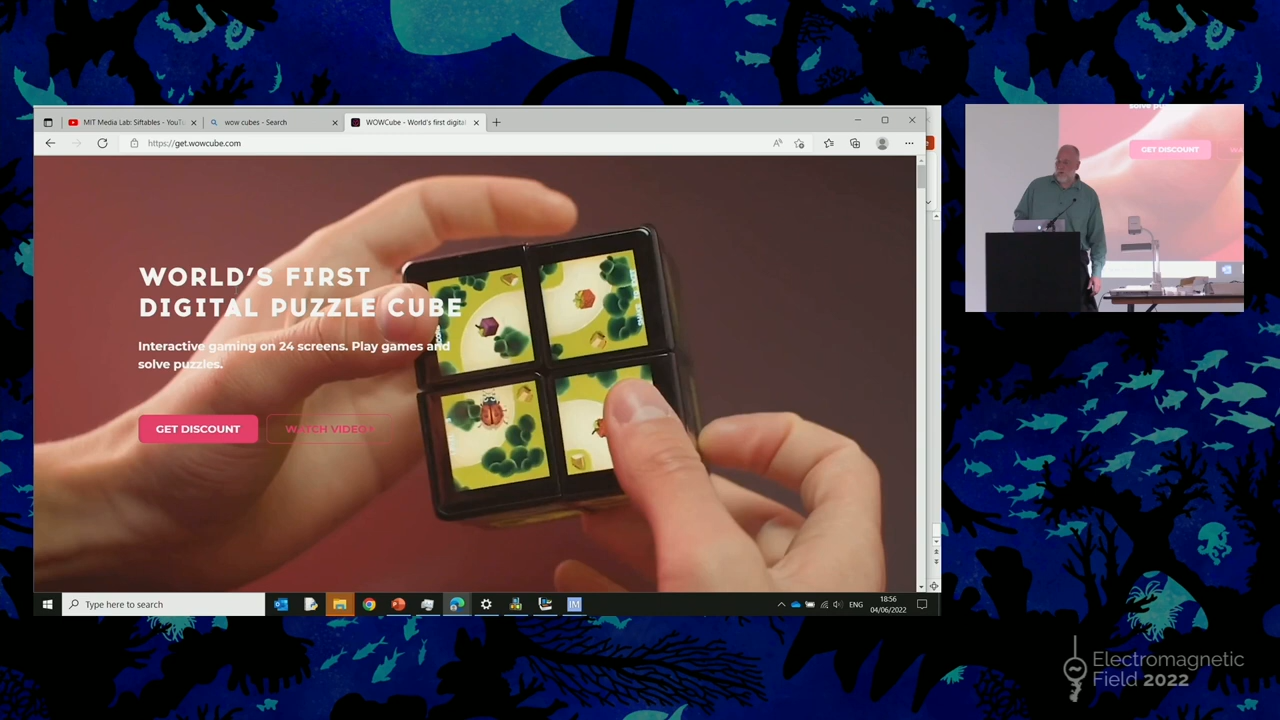 MIT Media Lab: Siftables - YouTu
wow cubes - Search
WOWCube - World's first digital
https://get.wowcube.com
WORLD'S FIRST
DIGITAL PUZZLE CUBE
Interactive gaming on 24 screens. Play games and
solve puzzles.
GET DISCOUNT
WATCH VIDEO
Type here to search
ENG
18:56
04/06/2022
GET DISCOUNT
Electromagnetic
Field 2022